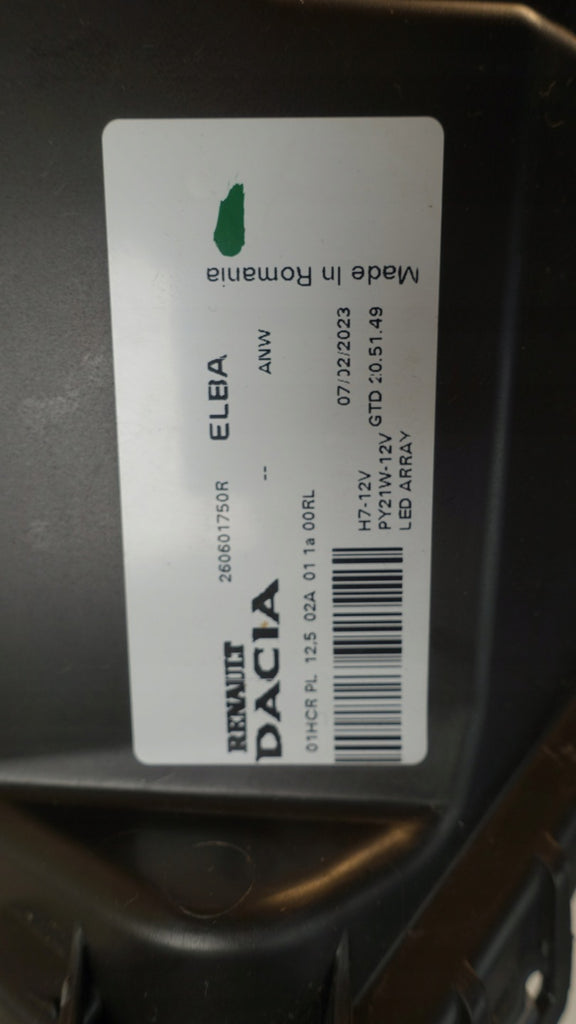 RENAULT 260601750R ELBA
DACIA -- ANW
01HCR PL 12,5 02A 01 1a 00RL
07/02/2023
H7-12V
PY21W-12V GTD 20.51.49
LED ARRAY
Made In Romania